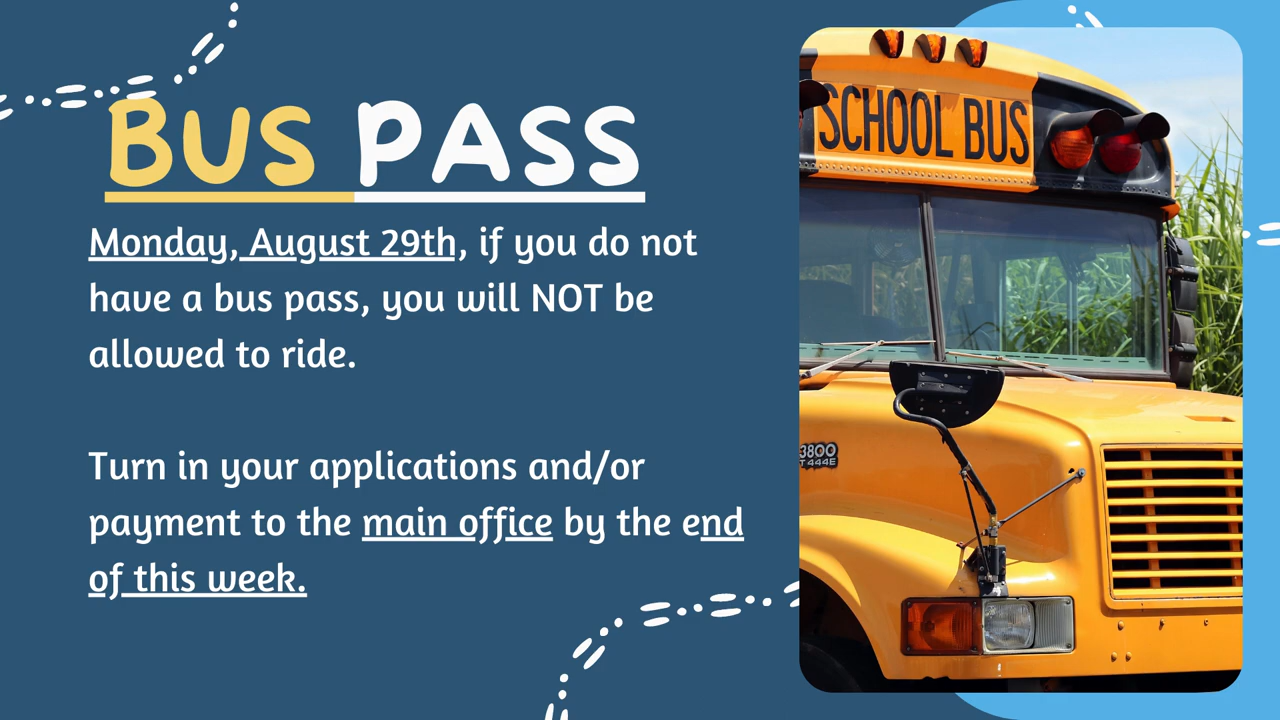 BUS PASS
Monday, August 29th, if you do not
have a bus pass, you will NOT be
allowed to ride.
Turn in your applications and/or
payment to the main office by the end
of this week.
SCHOOL BUS
3800
T 444E